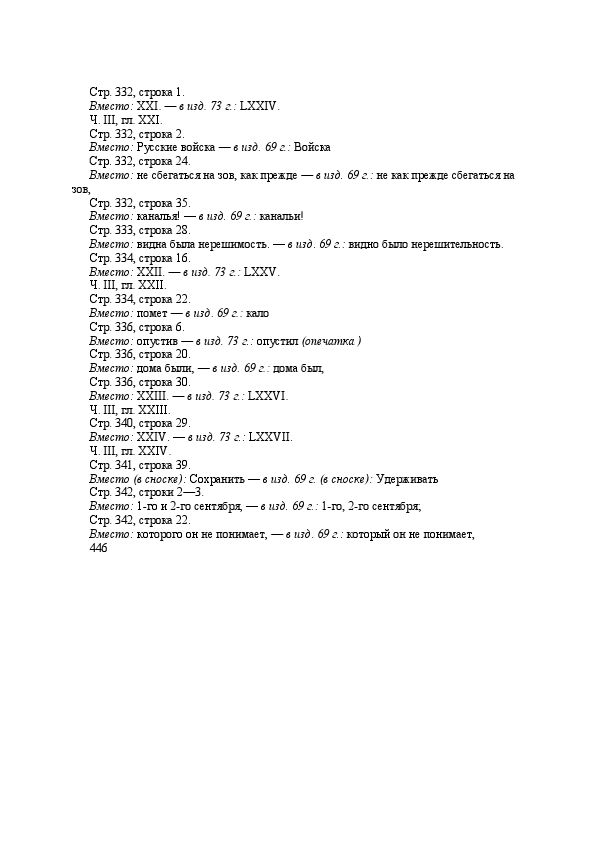 Стр. 332, строка 1.
Вместо: XXI. — в изд. 73 г.: LXXIV.
Ч. III, гл. XXI.
Стр. 332, строка 2.
Вместо: Русские войска — в изд. 69 г.: Войска
Стр. 332, строка 24.
Вместо: не сбегаться на зов, как прежде — в изд. 69 г.: не как прежде сбегаться на
зов,
Стр. 332, строка 35.
Вместо: каналья! — в изд. 69 г.: канальи!
Стр. 333, строка 28.
Вместо: видна была нерешимость. — в изд. 69 г.: видно было нерешительность.
Стр. 334, строка 16.
Вместо: XXII. — в изд. 73 г.: LXXV.
Ч. III, гл. XXII.
Стр. 334, строка 22.
Вместо: помет — в изд. 69 г.: кало
Стр. 336, строка 6.
Вместо: опустив — в изд. 73 г.: опустил (опечатка )
Стр. 336, строка 20.
Вместо: дома были, — в изд. 69 г.: дома был,
Стр. 336, строка 30.
Вместо: XXIII. — в изд. 73 г.: LXXVI.
Ч. III, гл. XXIII.
Стр. 340, строка 29.
Вместо: XXIV. — в изд. 73 г.: LXXVII.
Ч. III, гл. XXIV.
Стр. 341, строка 39.
Вместо (в сноске): Сохранить — в изд. 69 г. (в сноске): Удерживать
Стр. 342, строки 2—3.
Вместо: 1-го и 2-го сентября, — в изд. 69 г.: 1-го, 2-го сентября;
Стр. 342, строка 22.
Вместо: которого он не понимает, — в изд. 69 г.: который он не понимает,
446